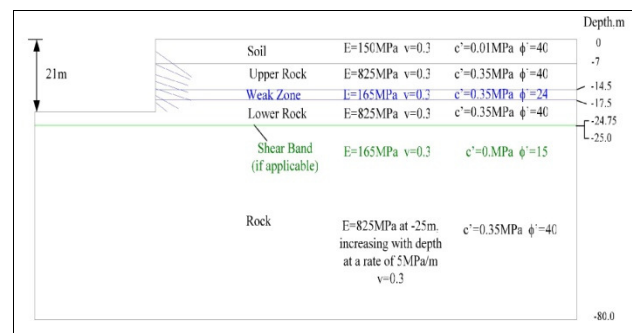 Depth.m
Soil E=150MPa v=0.3 c'=0.01MPa ϕ'=40 0
-7
21m
Upper Rock E=825MPa v=0.3 c'=0.35MPa ϕ'=40
-14.5
Weak Zone E=165MPa v=0.3 c'=0.35MPa ϕ'=24
-17.5
Lower Rock E=825MPa v=0.3 c'=0.35MPa ϕ'=40
-24.75
-25.0
Shear Band
(if applicable)
E=165MPa v=0.3 c'=0.MPa ϕ'=15
Rock
E=825MPa at -25m.
increasing with depth
at a rate of 5MPa/m
v=0.3
c'=0.35MPa ϕ'=40
-80.0